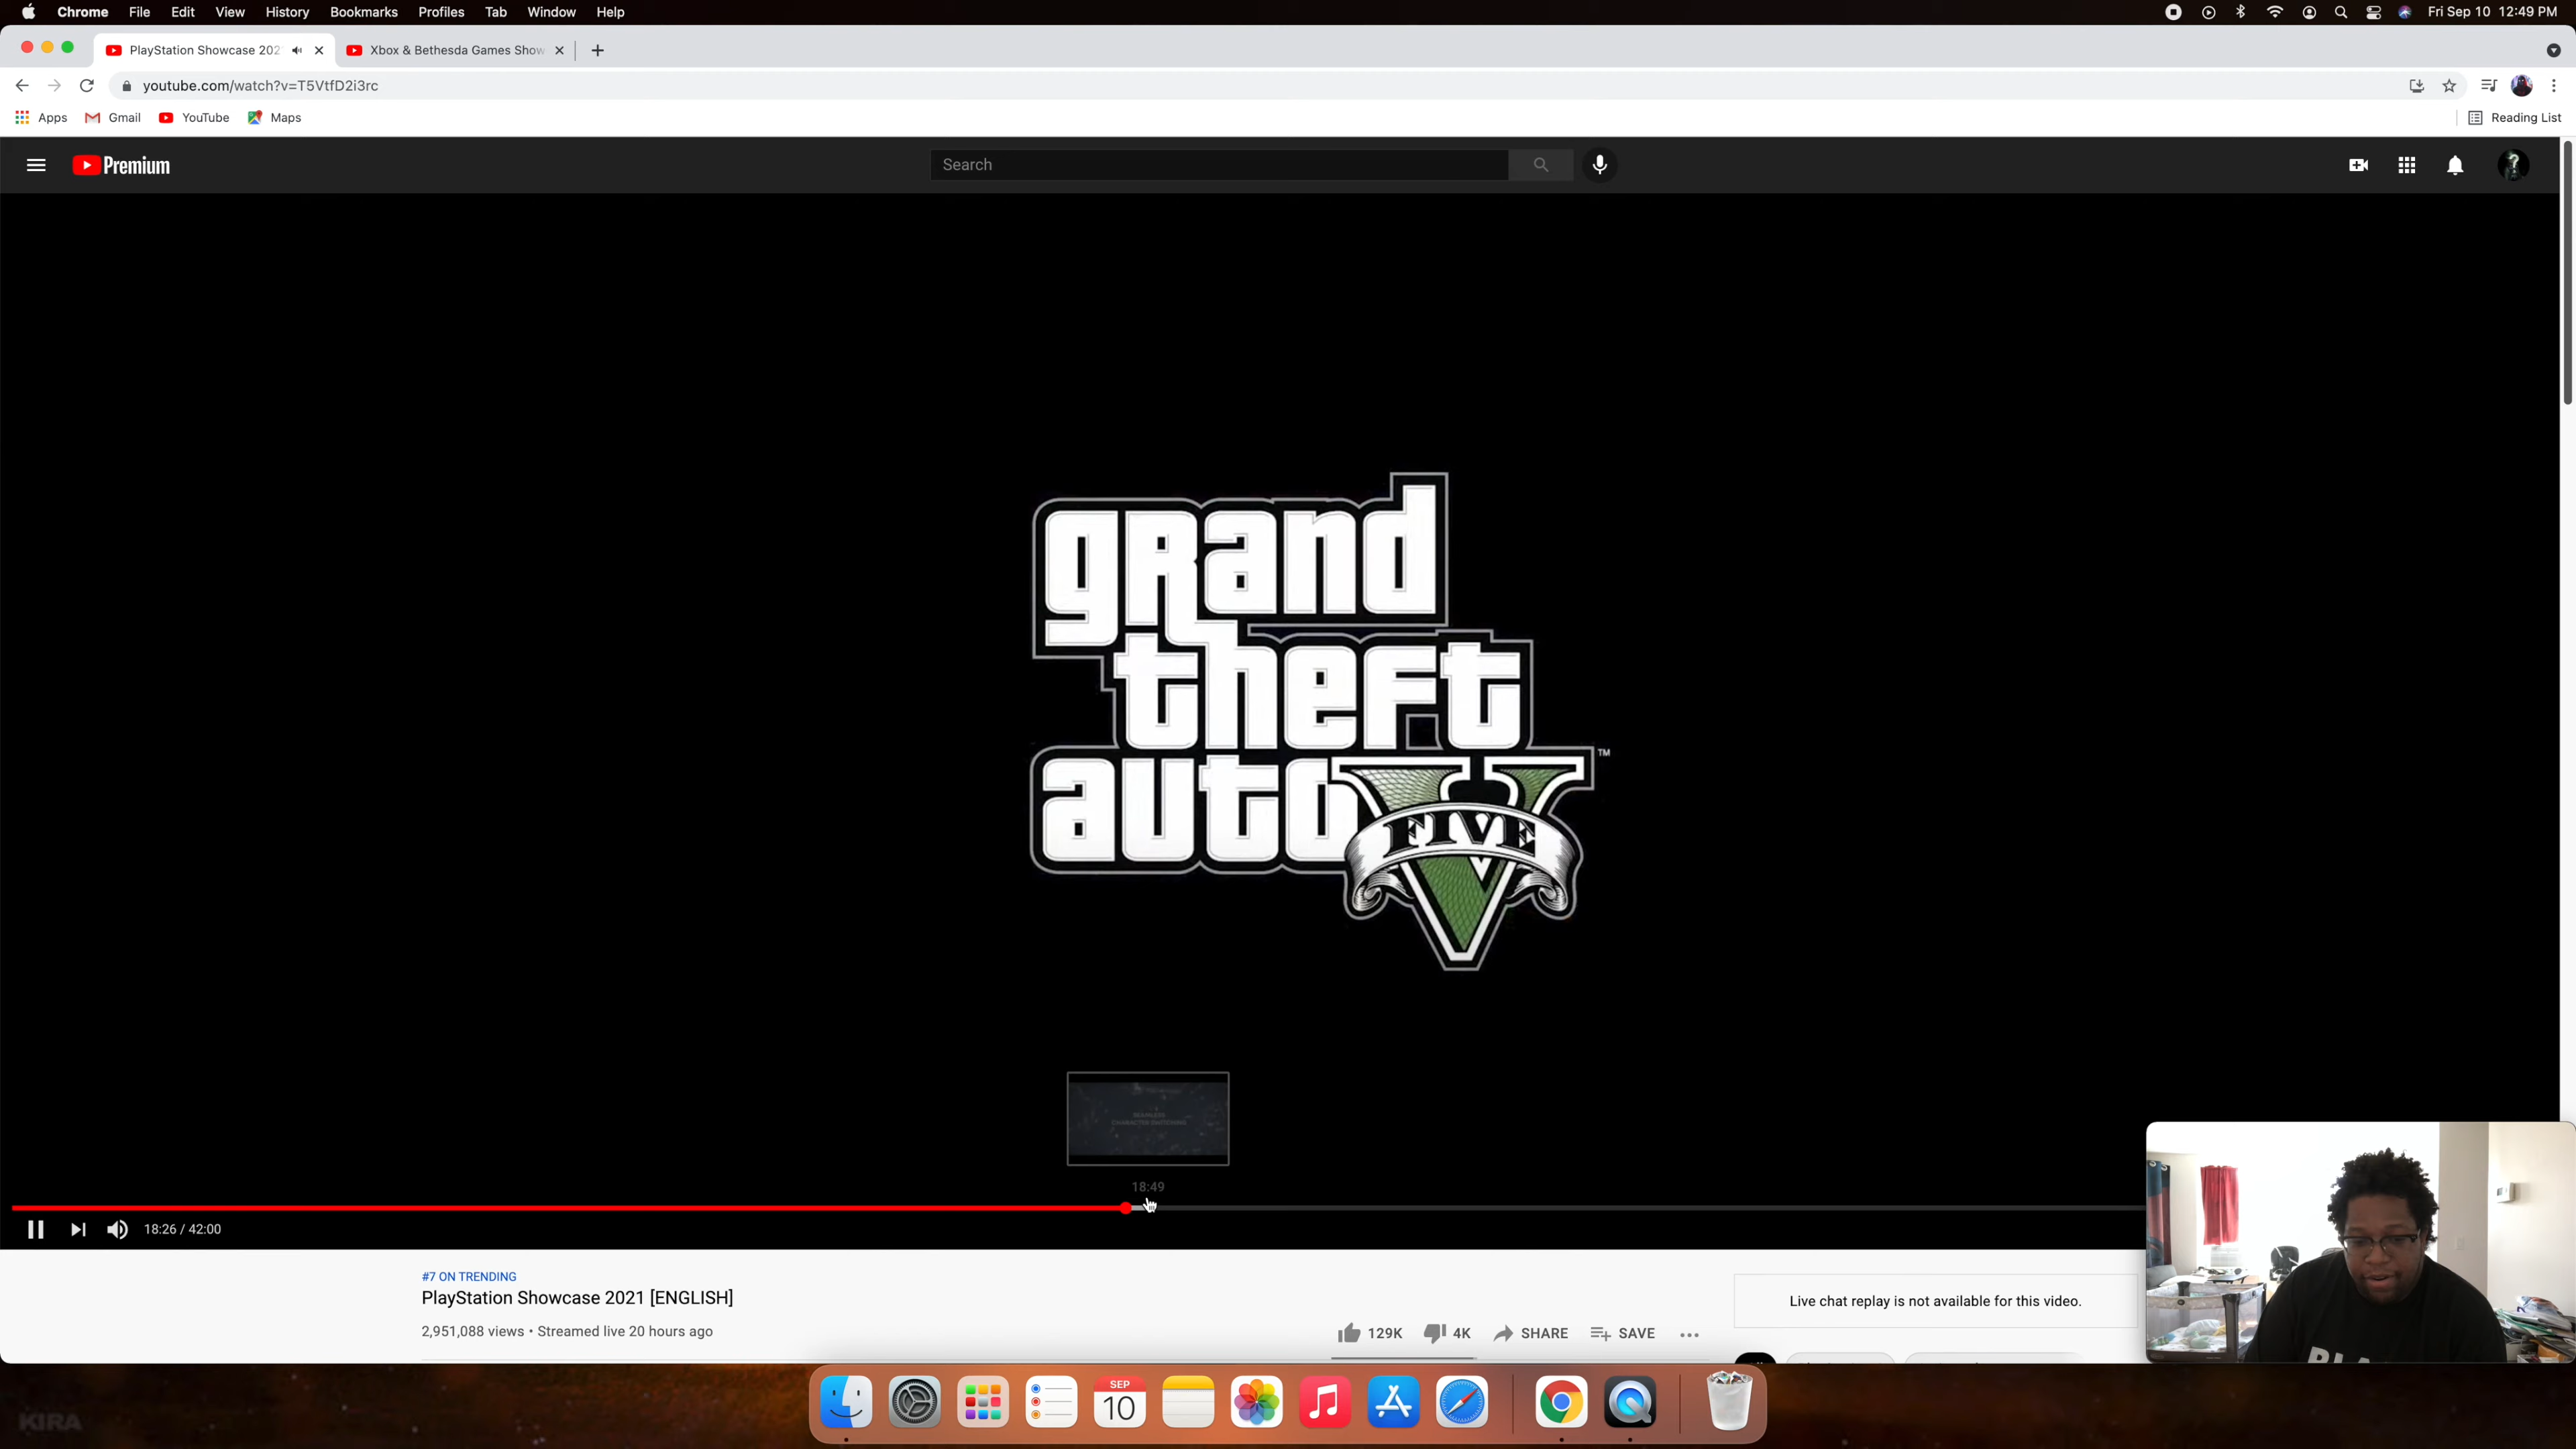 Chrome File Edit View History Bookmarks Profiles Tab Window Help Fri Sep 10 12:49 PM
PlayStation Showcase 202 Xbox & Bethesda Games Show
youtube.com/watch?v=T5VtfD2i3rc
Apps Gmail YouTube Maps Reading List
Premium Search
grand
theft
auto V
FIVE
TM
SEAMLESS
CHARACTER SWITCHING
18:49
18:26 / 42:00
#7 ON TRENDING
PlayStation Showcase 2021 [ENGLISH]
2,951,088 views • Streamed live 20 hours ago
129K 4K SHARE SAVE
Live chat replay is not available for this video.
SEP
10
KIRA